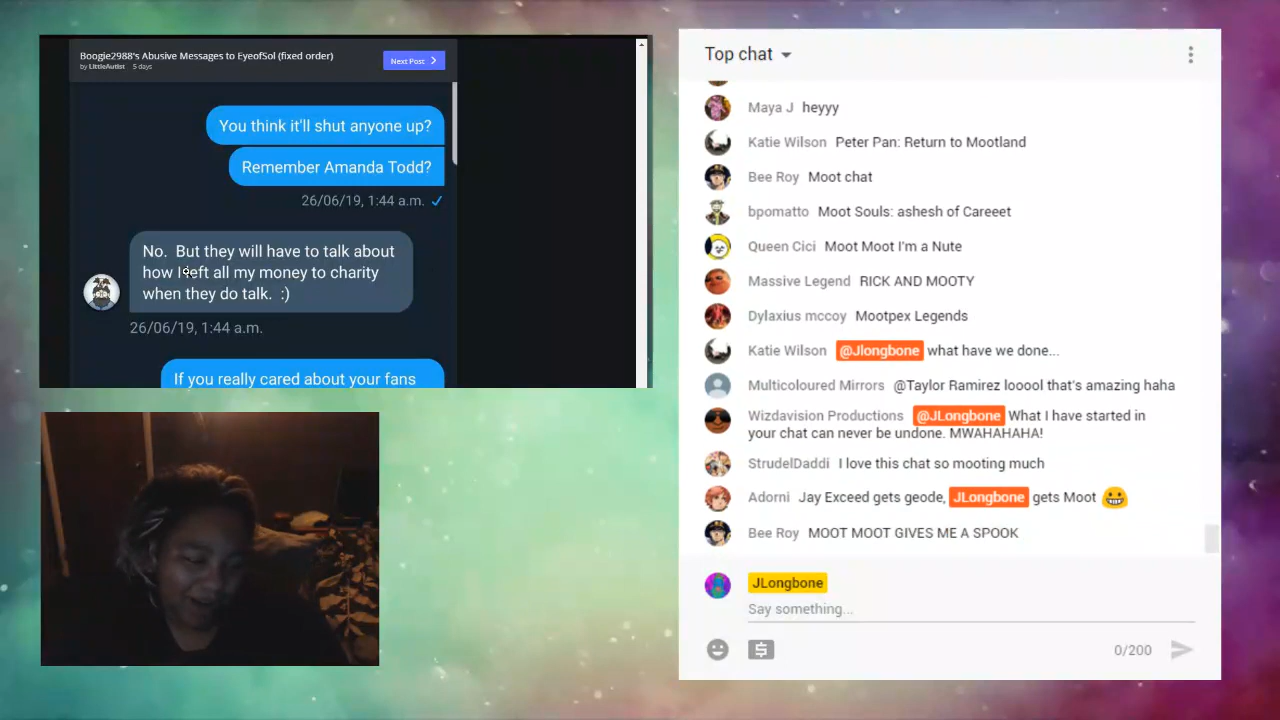 Boogie2988's Abusive Messages to EyeofSol (fixed order)
by LittleAutist 5 days
Next Post
You think it'll shut anyone up?
Remember Amanda Todd?
26/06/19, 1:44 a.m.
No. But they will have to talk about
how I left all my money to charity
when they do talk. :)
26/06/19, 1:44 a.m.
If you really cared about your fans
Top chat
Maya J heyyy
Katie Wilson Peter Pan: Return to Mootland
Bee Roy Moot chat
bpomatto Moot Souls: ashesh of Careeet
Queen Cici Moot Moot I'm a Nute
Massive Legend RICK AND MOOTY
Dylaxius mccoy Mootpex Legends
Katie Wilson @Jlongbone what have we done...
Multicoloured Mirrors @Taylor Ramirez looool that's amazing haha
Wizdavision Productions @JLongbone What I have started in
your chat can never be undone. MWAHAHAHA!
StrudelDaddi I love this chat so mooting much
Adorni Jay Exceed gets geode, JLongbone gets Moot 😀
Bee Roy MOOT MOOT GIVES ME A SPOOK
JLongbone
Say something...
0/200